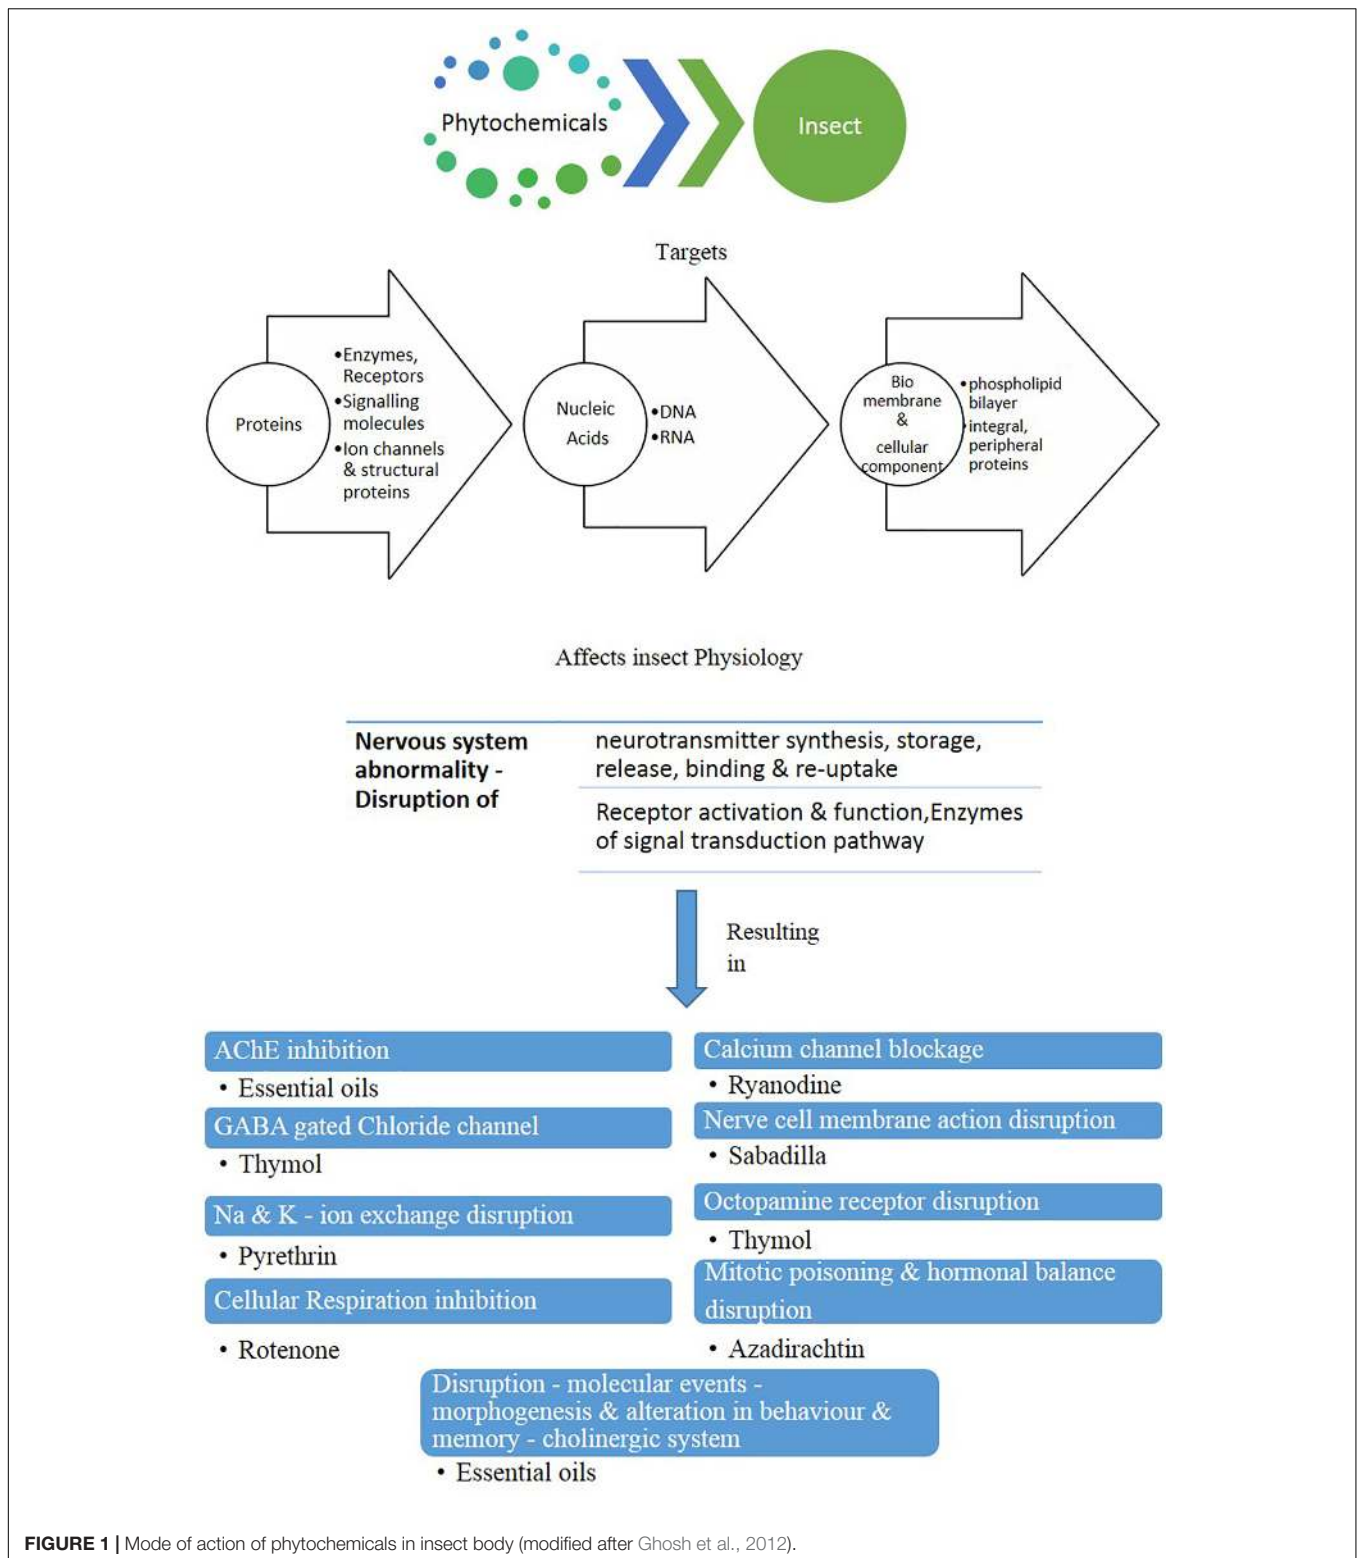 Phytochemicals
Insect
Targets
Proteins
•Enzymes,
Receptors
•Signalling
molecules
•Ion channels
& structural
proteins
Nucleic
Acids
•DNA
•RNA
Bio
membrane
&
cellular
component
•phospholipid
bilayer
•integral,
peripheral
proteins
Affects insect Physiology
Nervous system
abnormality -
Disruption of
neurotransmitter synthesis, storage,
release, binding & re-uptake
Receptor activation & function,Enzymes
of signal transduction pathway
Resulting
in
AChE inhibition
• Essential oils
GABA gated Chloride channel
• Thymol
Na & K - ion exchange disruption
• Pyrethrin
Cellular Respiration inhibition
• Rotenone
Calcium channel blockage
• Ryanodine
Nerve cell membrane action disruption
• Sabadilla
Octopamine receptor disruption
• Thymol
Mitotic poisoning & hormonal balance
disruption
• Azadirachtin
Disruption - molecular events -
morphogenesis & alteration in behaviour &
memory - cholinergic system
• Essential oils
FIGURE 1 | Mode of action of phytochemicals in insect body (modified after Ghosh et al., 2012).